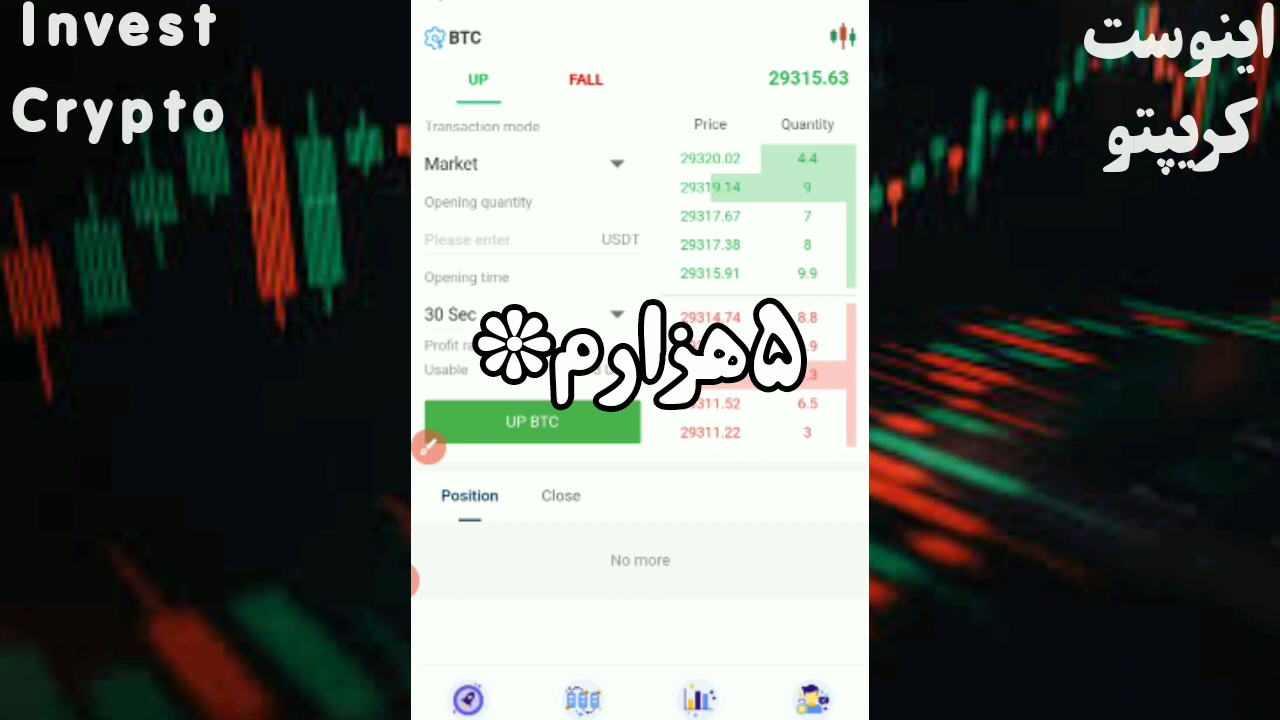 Invest
Crypto
اینوست
کریپتو
BTC
UP FALL 29315.63
Transaction mode
Market
Opening quantity
Please enter USDT
Opening time
30 Sec
Usable
UP BTC
Price Quantity
29320.02 4.4
29319.14 9
29317.67 7
29317.38 8
29315.91 9.9
29314.74 8.8
29311.52 6.5
29311.22 3
۵هزارم
Position Close
No more